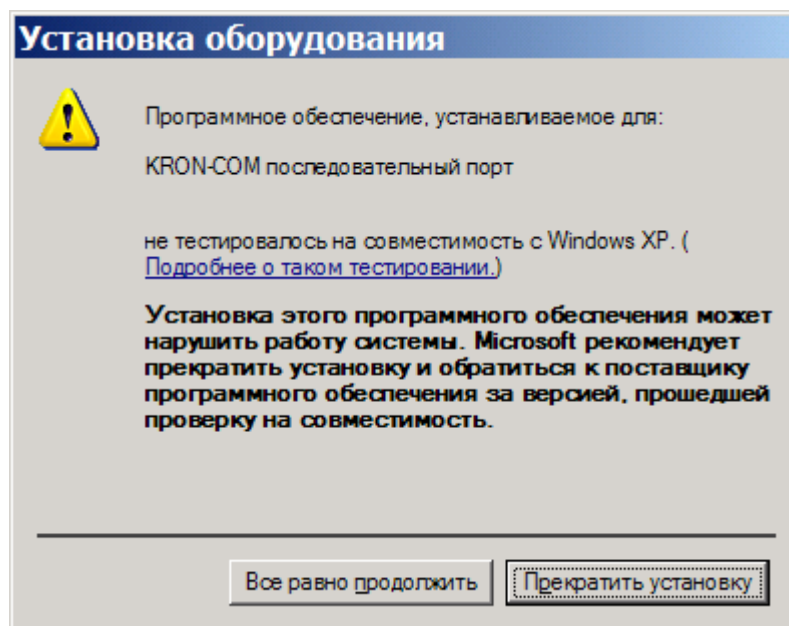 Установка оборудования
Программное обеспечение, устанавливаемое для:
KRON-COM последовательный порт
не тестировалось на совместимость с Windows XP. (
Подробнее о таком тестировании.)
Установка этого программного обеспечения может
нарушить работу системы. Microsoft рекомендует
прекратить установку и обратиться к поставщику
программного обеспечения за версией, прошедшей
проверку на совместимость.
Все равно продолжить
Прекратить установку